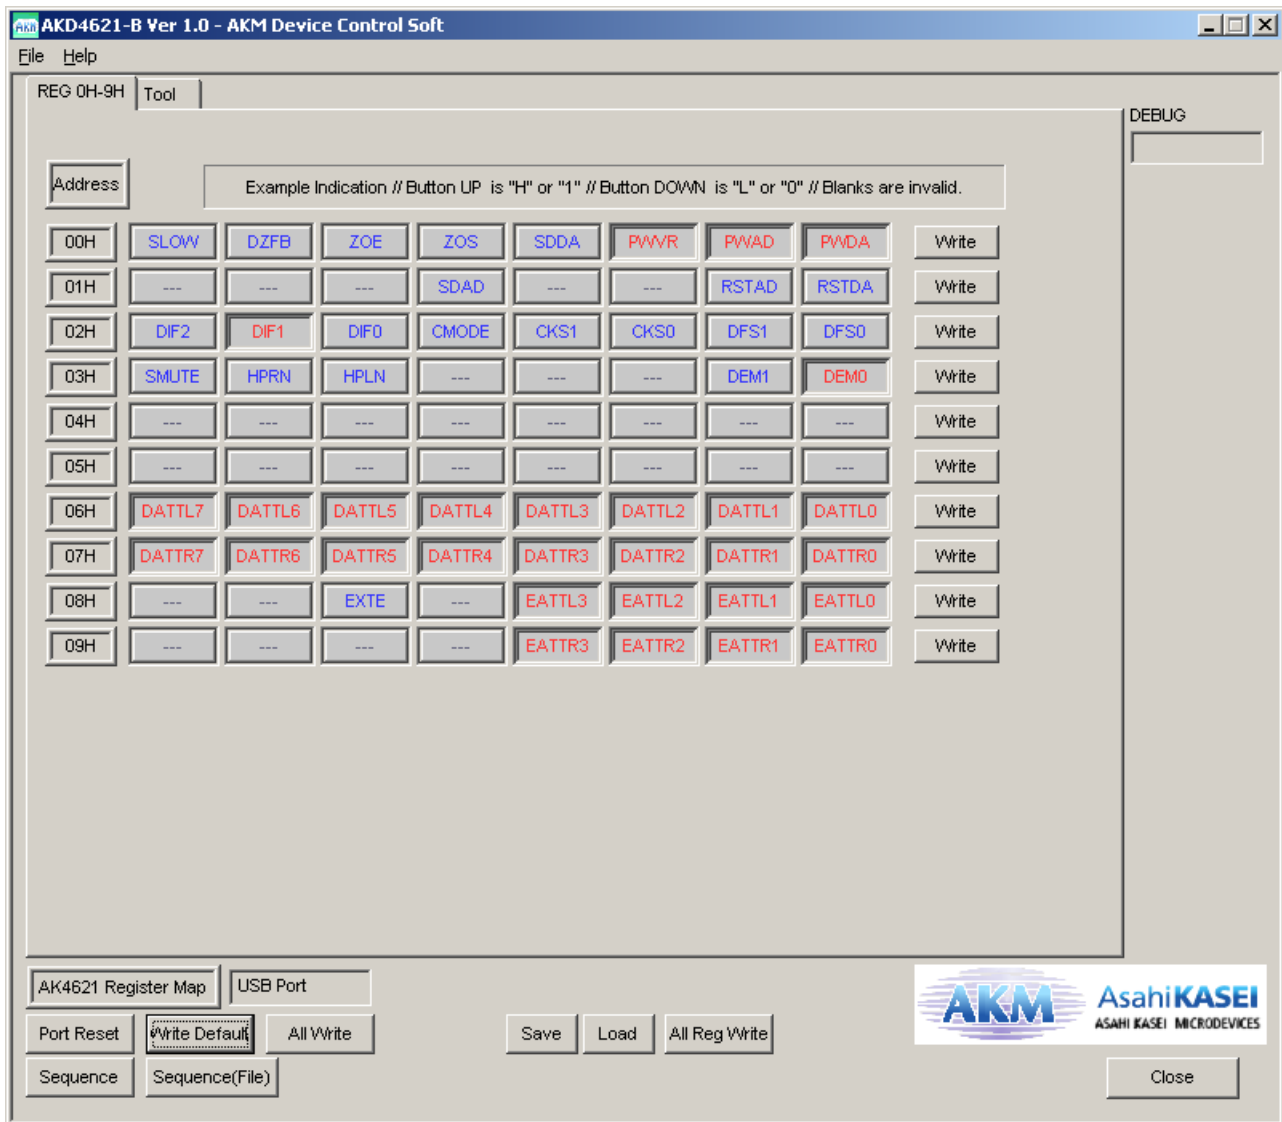 AKM AKD4621-B Ver 1.0 - AKM Device Control Soft
File Help
REG 0H-9H Tool
DEBUG
Address Example Indication // Button UP is "H" or "1" // Button DOWN is "L" or "0" // Blanks are invalid.
00H SLOW DZFB ZOE ZOS SDDA PWVR PWAD PWDA Write
01H --- --- --- SDAD --- --- RSTAD RSTDA Write
02H DIF2 DIF1 DIF0 CMODE CKS1 CKS0 DFS1 DFS0 Write
03H SMUTE HPRN HPLN --- --- --- DEM1 DEM0 Write
04H --- --- --- --- --- --- --- --- Write
05H --- --- --- --- --- --- --- --- Write
06H DATTL7 DATTL6 DATTL5 DATTL4 DATTL3 DATTL2 DATTL1 DATTL0 Write
07H DATTR7 DATTR6 DATTR5 DATTR4 DATTR3 DATTR2 DATTR1 DATTR0 Write
08H --- --- EXTE --- EATTL3 EATTL2 EATTL1 EATTL0 Write
09H --- --- --- --- EATTR3 EATTR2 EATTR1 EATTR0 Write
AK4621 Register Map USB Port
AKM AsahiKASEI
ASAHI KASEI MICRODEVICES
Port Reset Write Default All Write Save Load All Reg Write
Sequence Sequence(File) Close